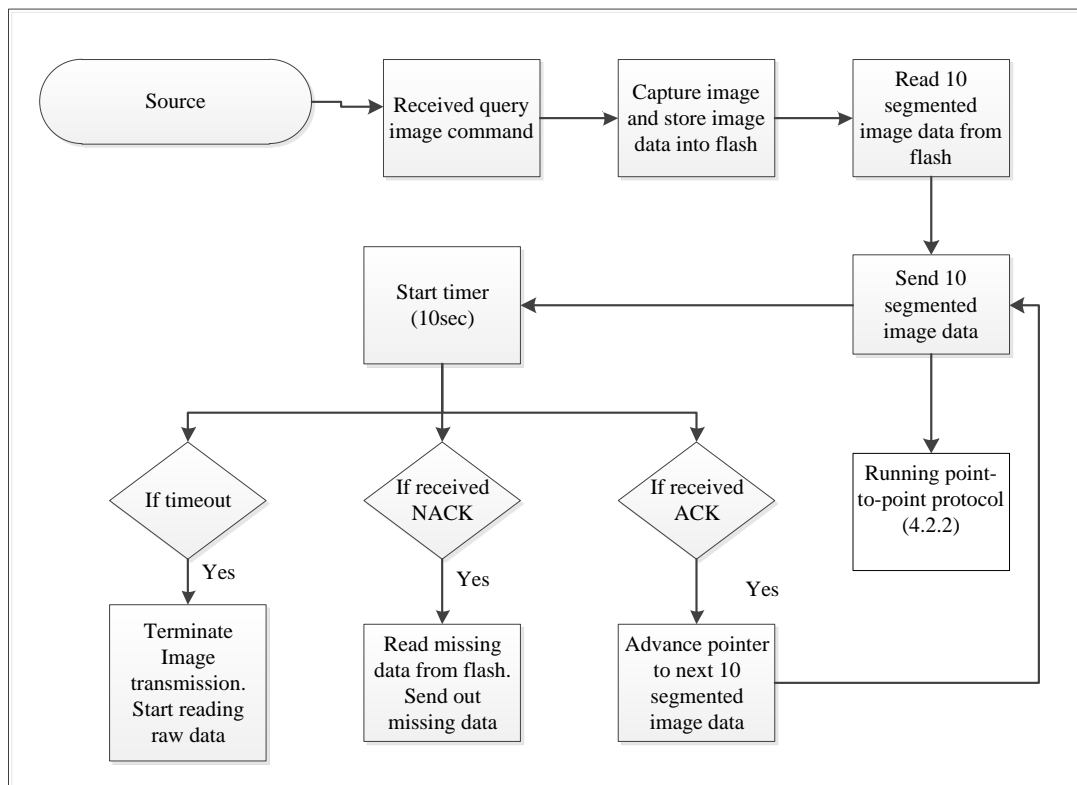 Source
Received query
image command
Capture image
and store image
data into flash
Read 10
segmented
image data from
flash
Start timer
(10sec)
Send 10
segmented
image data
If timeout
If received
NACK
If received
ACK
Running point-
to-point protocol
(4.2.2)
Yes
Yes
Yes
Terminate
Image
transmission.
Start reading
raw data
Read missing
data from flash.
Send out
missing data
Advance pointer
to next 10
segmented
image data